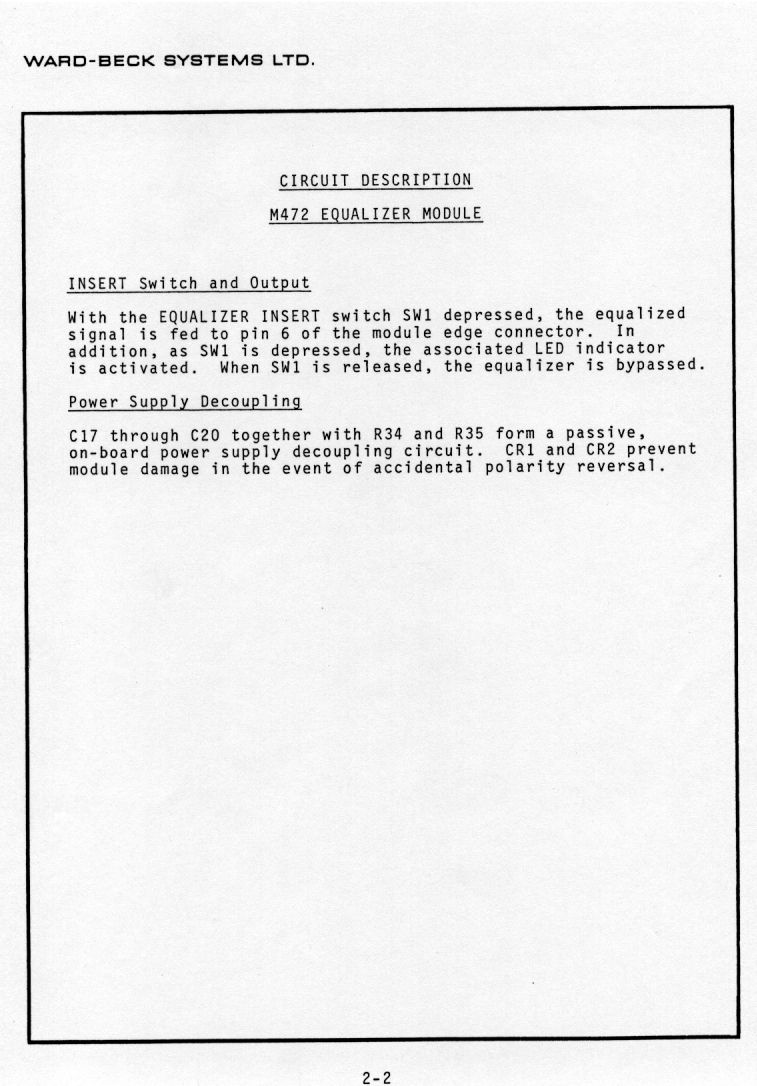 WARD-BECK SYSTEMS LTD.
CIRCUIT DESCRIPTION
M472 EQUALIZER MODULE
INSERT Switch and Output
With the EQUALIZER INSERT switch SW1 depressed, the equalized
signal is fed to pin 6 of the module edge connector. In
addition, as SW1 is depressed, the associated LED indicator
is activated. When SW1 is released, the equalizer is bypassed.
Power Supply Decoupling
C17 through C20 together with R34 and R35 form a passive,
on-board power supply decoupling circuit. CR1 and CR2 prevent
module damage in the event of accidental polarity reversal.
2-2